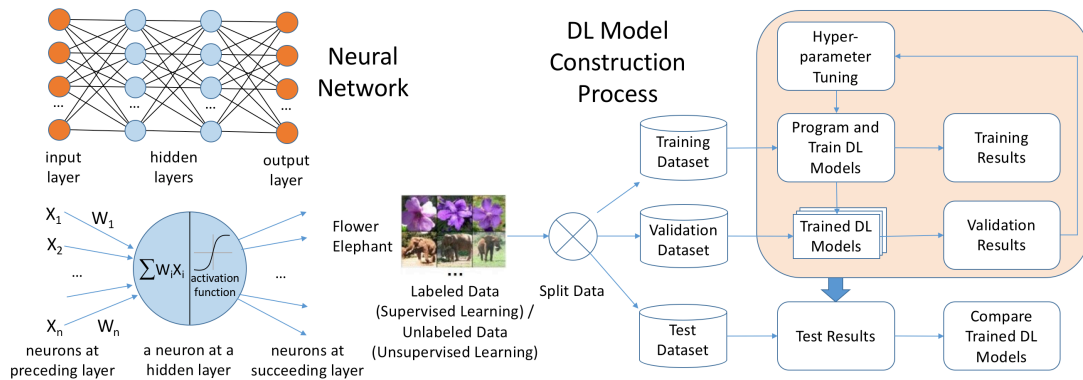 Neural
Network
...
...
...
...
input
layer
hidden
layers
output
layer
X1
W1
X2
...
Xn
Wn
∑WiXi
activation
function
...
neurons at
preceding layer
a neuron at a
hidden layer
neurons at
succeeding layer
DL Model
Construction
Process
Flower
Elephant
...
Labeled Data
(Supervised Learning) /
Unlabeled Data
(Unsupervised Learning)
Split Data
Training
Dataset
Validation
Dataset
Test
Dataset
Hyper-
parameter
Tuning
Program and
Train DL
Models
Training
Results
Trained DL
Models
Validation
Results
Test Results
Compare
Trained DL
Models